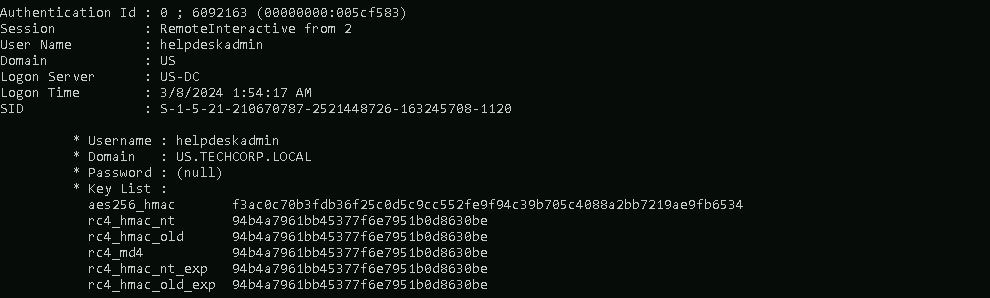 Authentication Id : 0 ; 6092163 (00000000:005cf583)
Session           : RemoteInteractive from 2
User Name         : helpdeskadmin
Domain            : US
Logon Server      : US-DC
Logon Time        : 3/8/2024 1:54:17 AM
SID               : S-1-5-21-210670787-2521448726-163245708-1120
* Username : helpdeskadmin
* Domain   : US.TECHCORP.LOCAL
* Password : (null)
* Key List :
aes256_hmac       f3ac0c70b3fdb36f25c0d5c9cc552fe9f94c39b705c4088a2bb7219ae9fb6534
rc4_hmac_nt       94b4a7961bb45377f6e7951b0d8630be
rc4_hmac_old      94b4a7961bb45377f6e7951b0d8630be
rc4_md4           94b4a7961bb45377f6e7951b0d8630be
rc4_hmac_nt_exp   94b4a7961bb45377f6e7951b0d8630be
rc4_hmac_old_exp  94b4a7961bb45377f6e7951b0d8630be